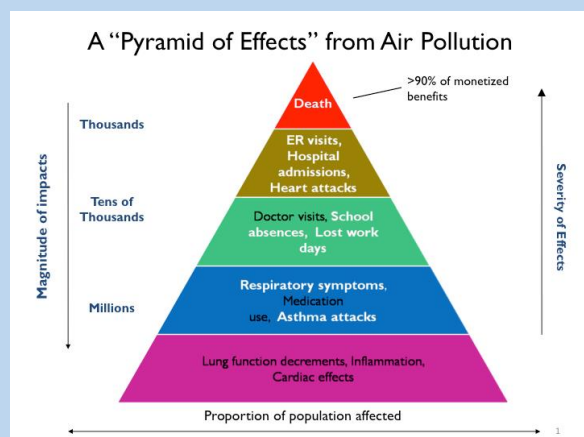 A “Pyramid of Effects” from Air Pollution
>90% of monetized
benefits
Death
Thousands
ER visits,
Hospital
admissions,
Heart attacks
Tens of
Thousands
Doctor visits, School
absences, Lost work
days
Magnitude of impacts
Severity of Effects
Millions
Respiratory symptoms,
Medication
use, Asthma attacks
Lung function decrements, Inflammation,
Cardiac effects
Proportion of population affected
1